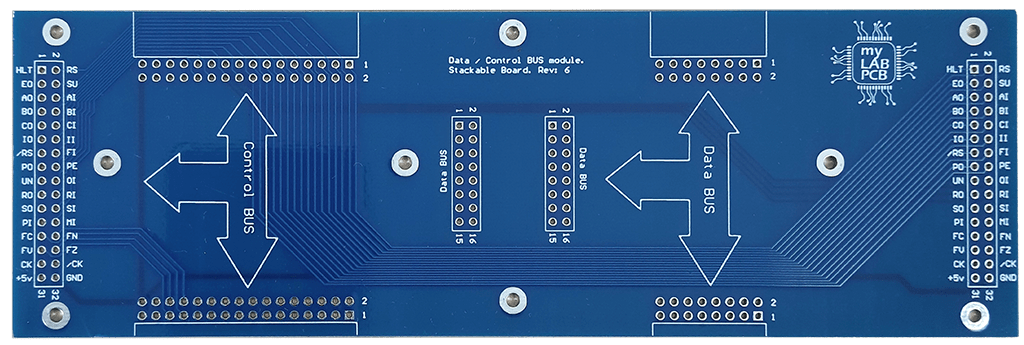 Data / Control BUS module.
Stackable Board. Rev: 6
my
LAB
PCB
1 2
HLT RS
EO SU
AO AI
BO BI
CO CI
IO II
/RS FI
PO PE
UN OI
RO RI
SO SI
PI MI
FC FN
FU FZ
CK /CK
+5v GND
31 32
1
2
Control BUS
2
1
1 2
Data BUS
15 16
1 2
Data BUS
15 16
1
2
Data BUS
2
1
1 2
HLT RS
EO SU
AO AI
BO BI
CO CI
IO II
/RS FI
PO PE
UN OI
RO RI
SO SI
PI MI
FC FN
FU FZ
CK /CK
+5v GND
31 32